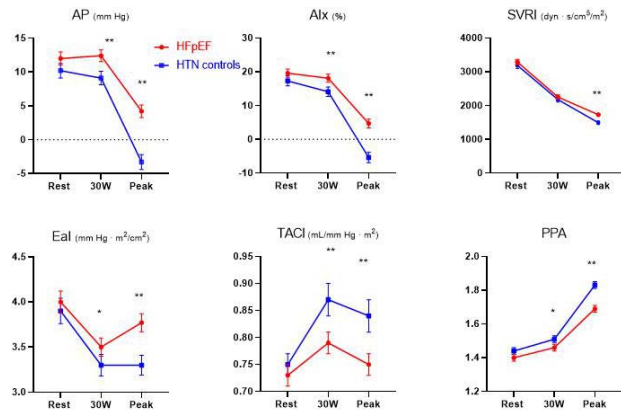 AP (mm Hg)
15
10
5
0
-5
**
**
HFpEF
HTN controls
Rest 30W Peak
AIx (%)
30
20
10
0
-10
**
**
Rest 30W Peak
SVRI (dyn · s/cm⁵/m²)
4000
3000
2000
1000
0
**
Rest 30W Peak
EaI (mm Hg · m²/cm²)
4.5
4.0
3.5
3.0
*
**
Rest 30W Peak
TACI (mL/mm Hg · m²)
0.95
0.90
0.85
0.80
0.75
0.70
**
**
Rest 30W Peak
PPA
2.0
1.8
1.6
1.4
1.2
*
**
Rest 30W Peak